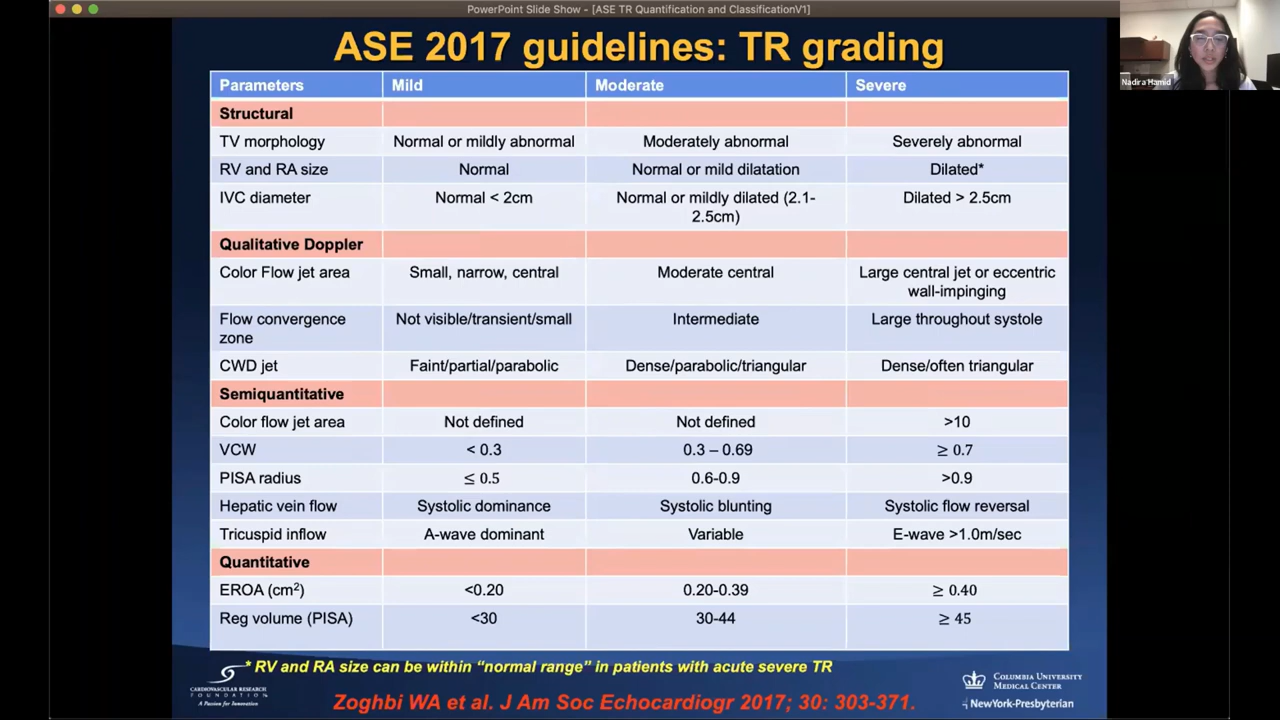 PowerPoint Slide Show - [ASE TR Quantification and ClassificationV1]
Nadira Hamid
ASE 2017 guidelines: TR grading
Parameters Mild Moderate Severe
Structural
TV morphology Normal or mildly abnormal Moderately abnormal Severely abnormal
RV and RA size Normal Normal or mild dilatation Dilated*
IVC diameter Normal < 2cm Normal or mildly dilated (2.1-
2.5cm) Dilated > 2.5cm
Qualitative Doppler
Color Flow jet area Small, narrow, central Moderate central Large central jet or eccentric
wall-impinging
Flow convergence
zone Not visible/transient/small Intermediate Large throughout systole
CWD jet Faint/partial/parabolic Dense/parabolic/triangular Dense/often triangular
Semiquantitative
Color flow jet area Not defined Not defined >10
VCW < 0.3 0.3 – 0.69 ≥ 0.7
PISA radius ≤ 0.5 0.6-0.9 >0.9
Hepatic vein flow Systolic dominance Systolic blunting Systolic flow reversal
Tricuspid inflow A-wave dominant Variable E-wave >1.0m/sec
Quantitative
EROA (cm²) <0.20 0.20-0.39 ≥ 0.40
Reg volume (PISA) <30 30-44 ≥ 45
* RV and RA size can be within “normal range” in patients with acute severe TR
CARDIOVASCULAR RESEARCH
FOUNDATION
A Passion for Innovation
Zoghbi WA et al. J Am Soc Echocardiogr 2017; 30: 303-371.
COLUMBIA UNIVERSITY
MEDICAL CENTER
NewYork-Presbyterian